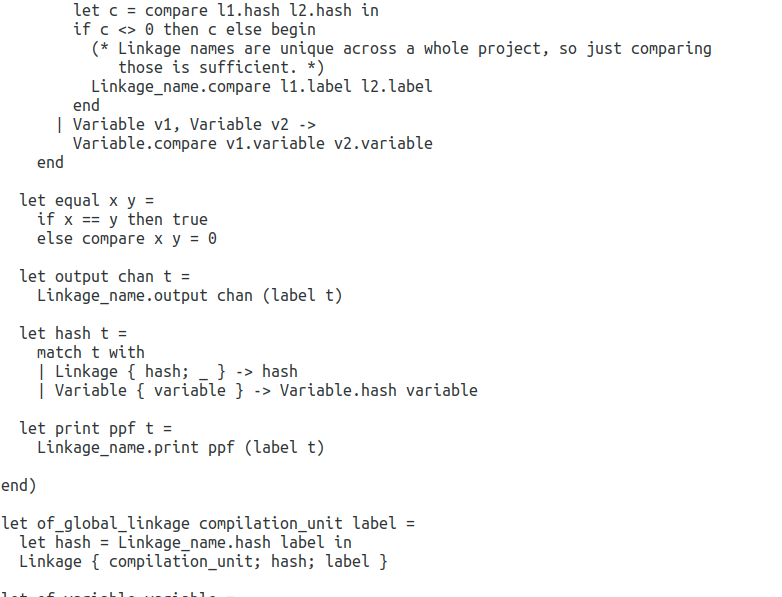 let c = compare l1.hash l2.hash in
if c <> 0 then c else begin
(* Linkage names are unique across a whole project, so just comparing
those is sufficient. *)
Linkage_name.compare l1.label l2.label
end
| Variable v1, Variable v2 ->
Variable.compare v1.variable v2.variable
end
let equal x y =
if x == y then true
else compare x y = 0
let output chan t =
Linkage_name.output chan (label t)
let hash t =
match t with
| Linkage { hash; _ } -> hash
| Variable { variable } -> Variable.hash variable
let print ppf t =
Linkage_name.print ppf (label t)
end)
let of_global_linkage compilation_unit label =
let hash = Linkage_name.hash label in
Linkage { compilation_unit; hash; label }
let of_variable variable =